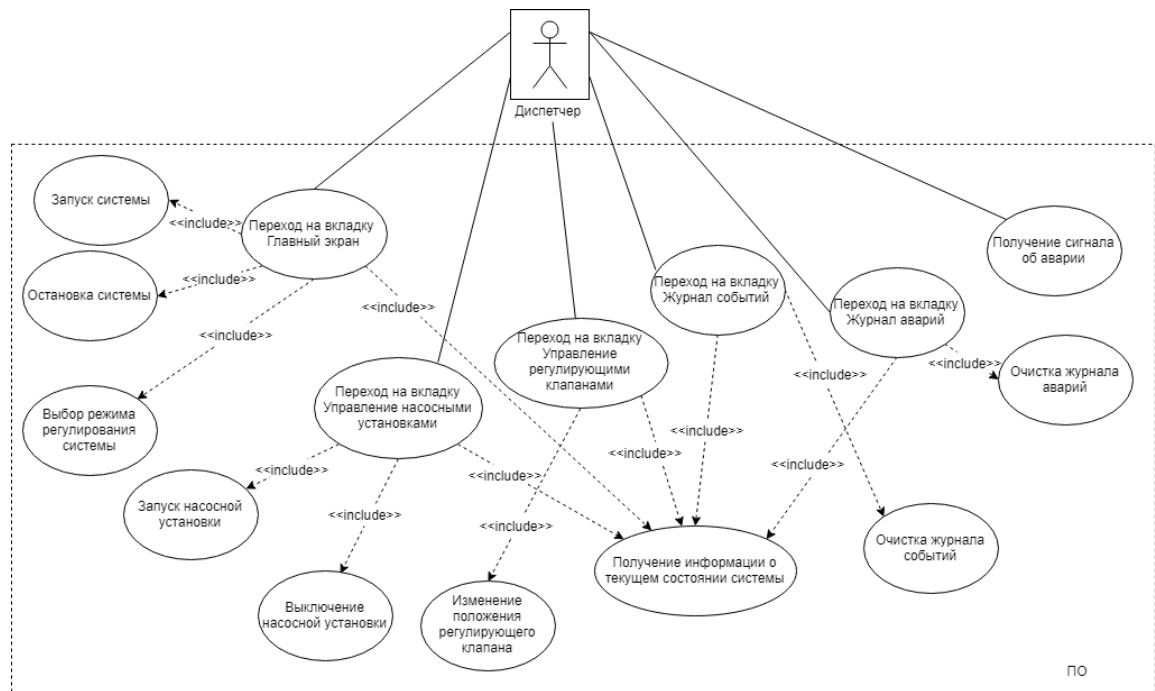 Диспетчер
Запуск системы
<<include>>
Переход на вкладку
Главный экран
Получение сигнала
об аварии
Остановка системы
<<include>>
Переход на вкладку
Журнал событий
Переход на вкладку
Журнал аварий
<<include>>
<<include>>
Переход на вкладку
Управление
регулирующими
клапанами
<<include>>
Очистка журнала
аварий
<<include>>
Переход на вкладку
Управление насосными
установками
Выбор режима
регулирования
системы
<<include>>
<<include>>
<<include>>
<<include>>
<<include>>
Запуск насосной
установки
<<include>>
<<include>>
Очистка журнала
событий
Получение информации о
текущем состоянии системы
Выключение
насосной установки
Изменение
положения
регулирующего
клапана
ПО